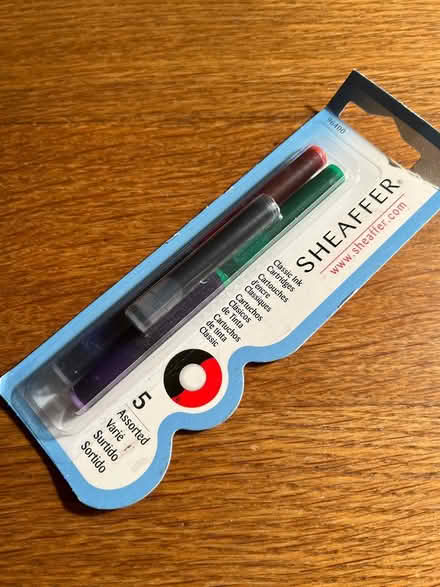 96400
SHEAFFER®
www.sheaffer.com
Classic Ink
Cartridges
Cartouches
d'encre
Classiques
Cartuchos
Clásicos
de Tinta
Cartuchos
de tinta
Classic
5
Assorted
Varié
Surtido
Sortido